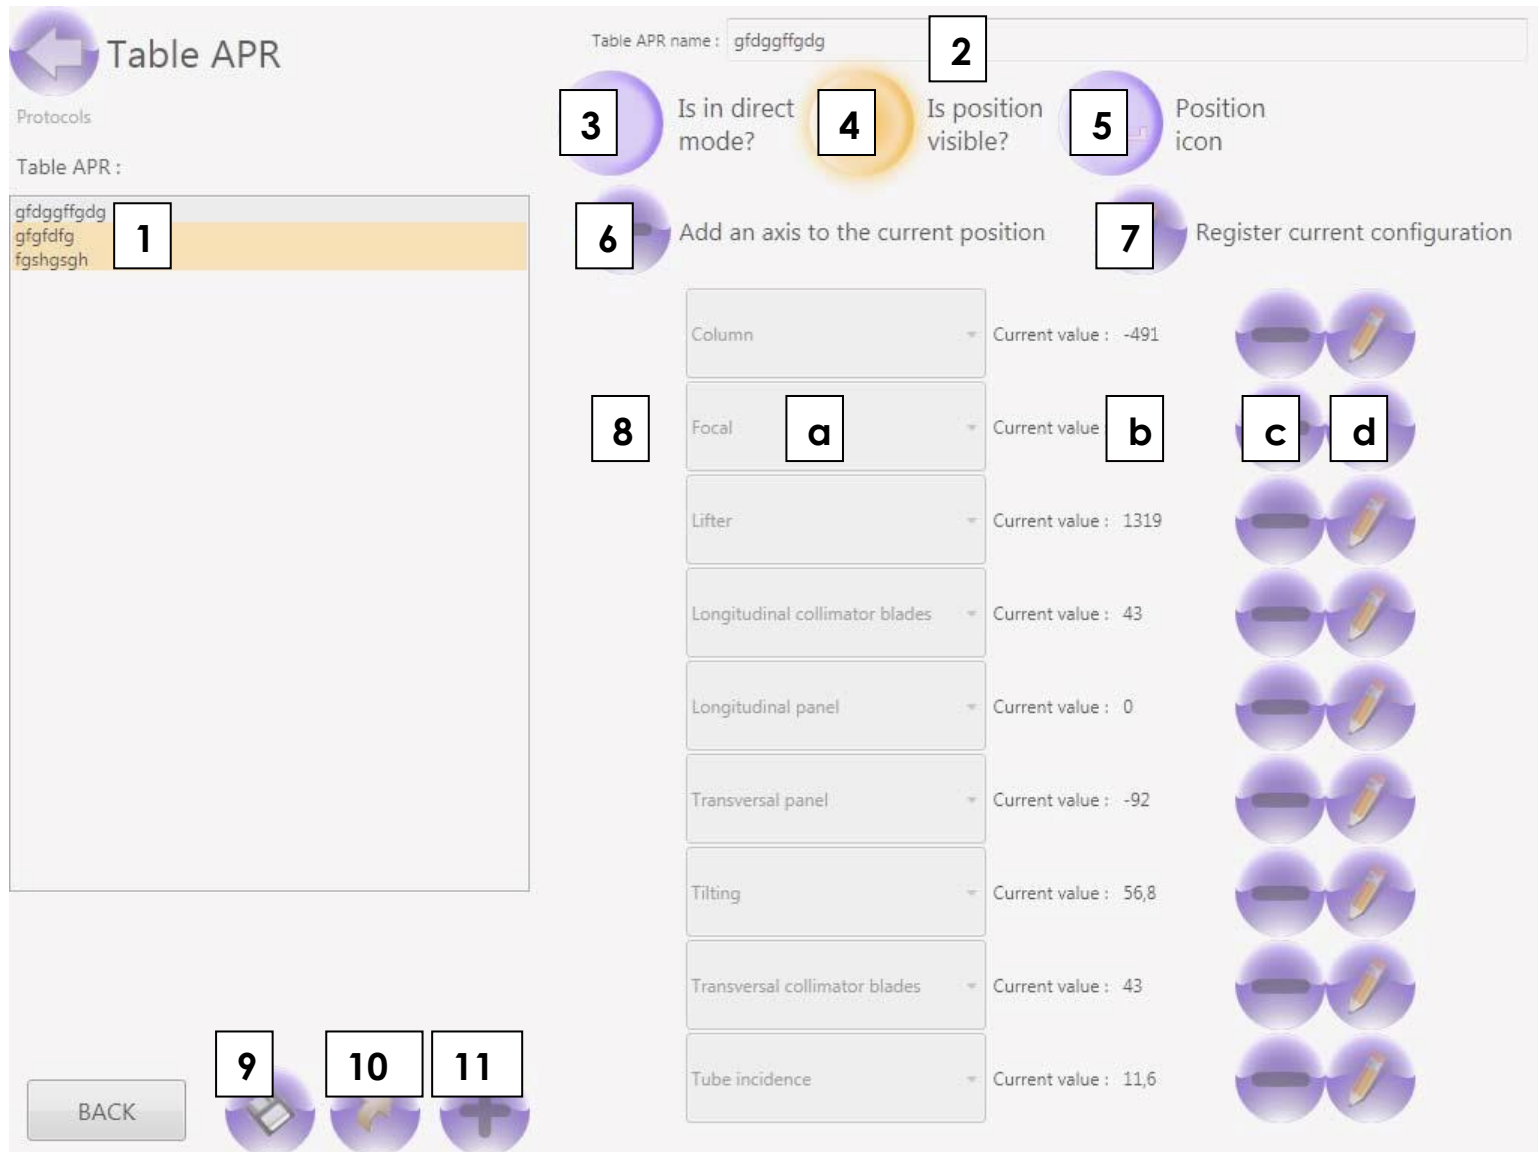 Table APR
Protocols
Table APR :
gfdggffgdg
gfgfdfg
fgshgsgh
1
Table APR name : gfdggffgdg
2
3 Is in direct mode?
4 Is position visible?
5 Position icon
6 Add an axis to the current position
7 Register current configuration
Column Current value : -491
8 Focal a Current value b c d
Lifter Current value : 1319
Longitudinal collimator blades Current value : 43
Longitudinal panel Current value : 0
Transversal panel Current value : -92
Tilting Current value : 56,8
Transversal collimator blades Current value : 43
Tube incidence Current value : 11,6
9 10 11
BACK